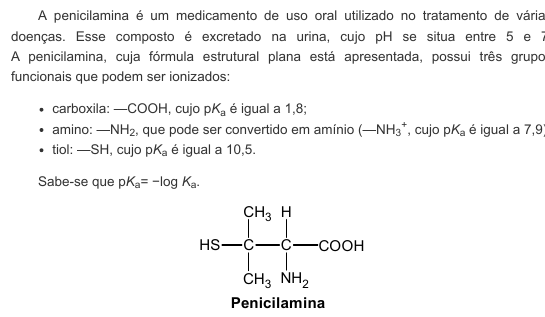 A penicilamina é um medicamento de uso oral utilizado no tratamento de vária
doenças. Esse composto é excretado na urina, cujo pH se situa entre 5 e 7
A penicilamina, cuja fórmula estrutural plana está apresentada, possui três grupo
funcionais que podem ser ionizados:
• carboxila: —COOH, cujo pKₐ é igual a 1,8;
• amino: —NH₂, que pode ser convertido em amínio (—NH₃⁺, cujo pKₐ é igual a 7,9)
• tiol: —SH, cujo pKₐ é igual a 10,5.
Sabe-se que pKₐ= −log Kₐ.
CH₃ H
HS—C—C—COOH
CH₃ NH₂
Penicilamina